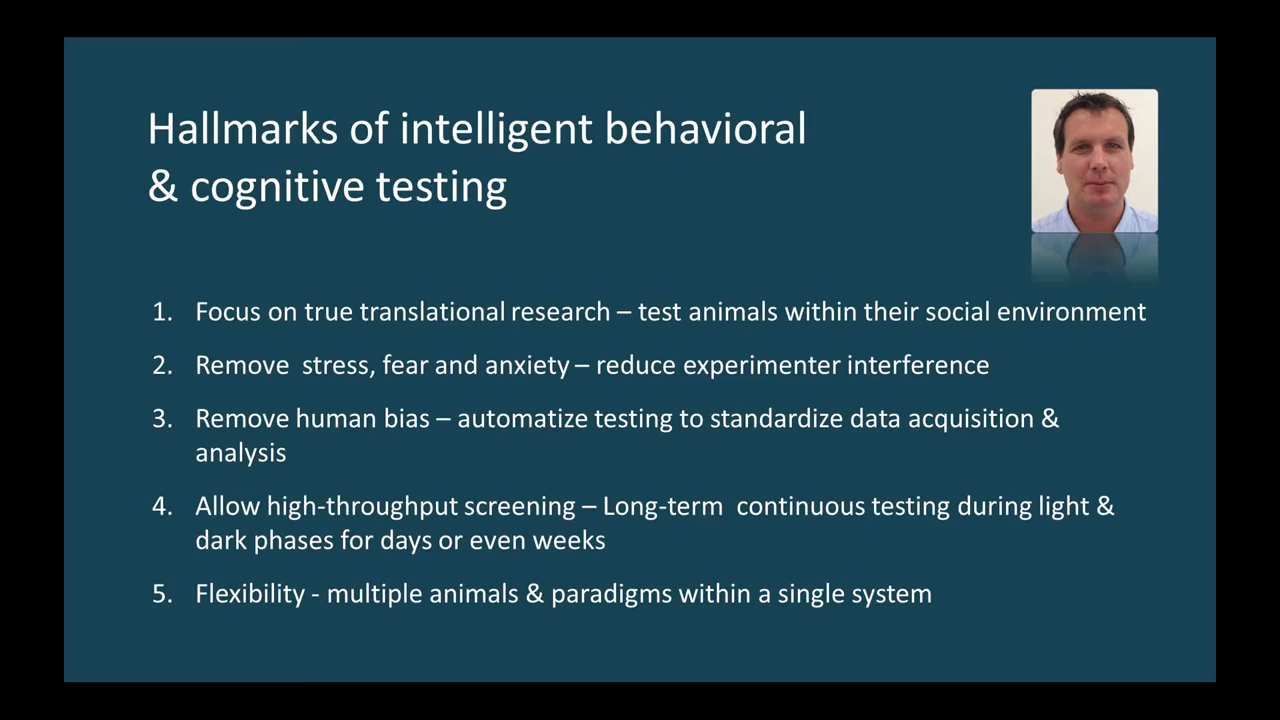 Hallmarks of intelligent behavioral
& cognitive testing
1. Focus on true translational research – test animals within their social environment
2. Remove  stress, fear and anxiety – reduce experimenter interference
3. Remove human bias – automatize testing to standardize data acquisition &
analysis
4. Allow high-throughput screening – Long-term  continuous testing during light &
dark phases for days or even weeks
5. Flexibility - multiple animals & paradigms within a single system